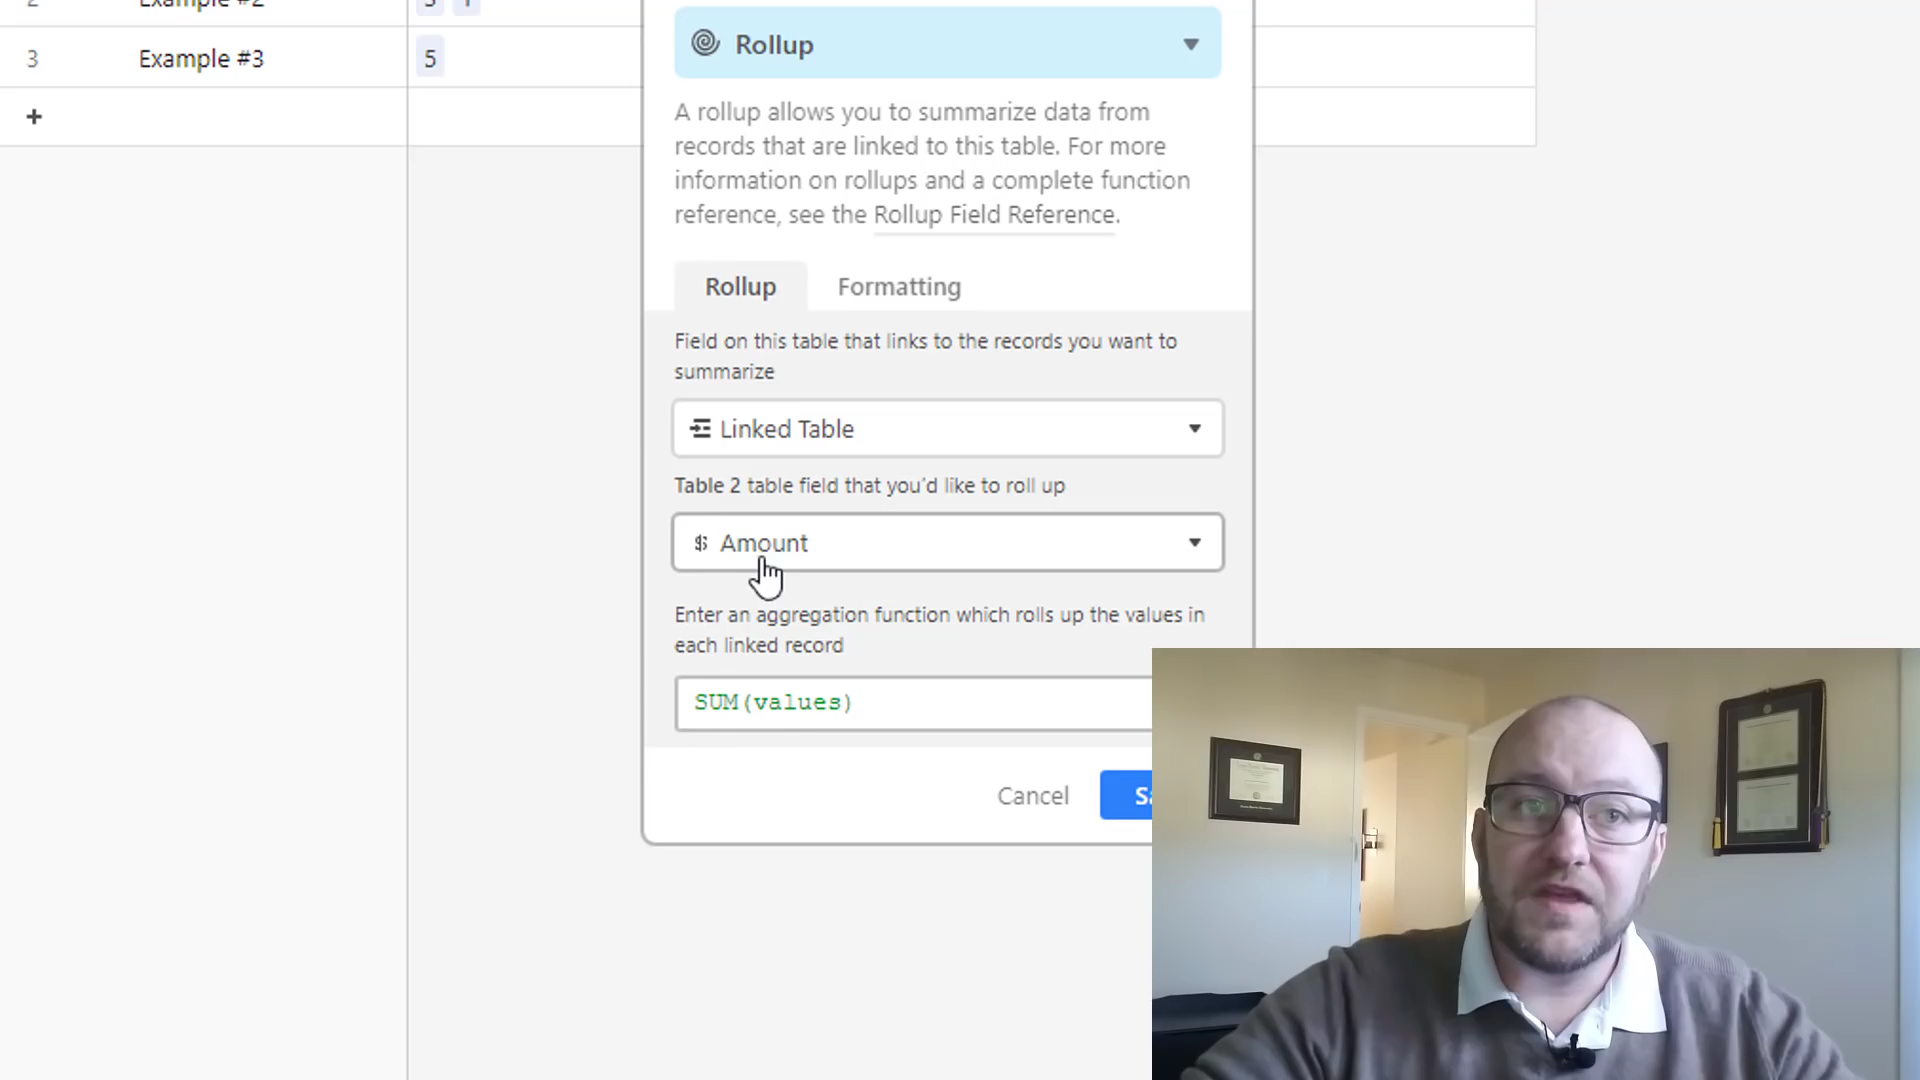 2 Example #2 3
3 Example #3 5
+
Rollup
A rollup allows you to summarize data from
records that are linked to this table. For more
information on rollups and a complete function
reference, see the Rollup Field Reference.
Rollup Formatting
Field on this table that links to the records you want to
summarize
Linked Table
Table 2 table field that you'd like to roll up
$ Amount
Enter an aggregation function which rolls up the values in
each linked record
SUM(values)
Cancel